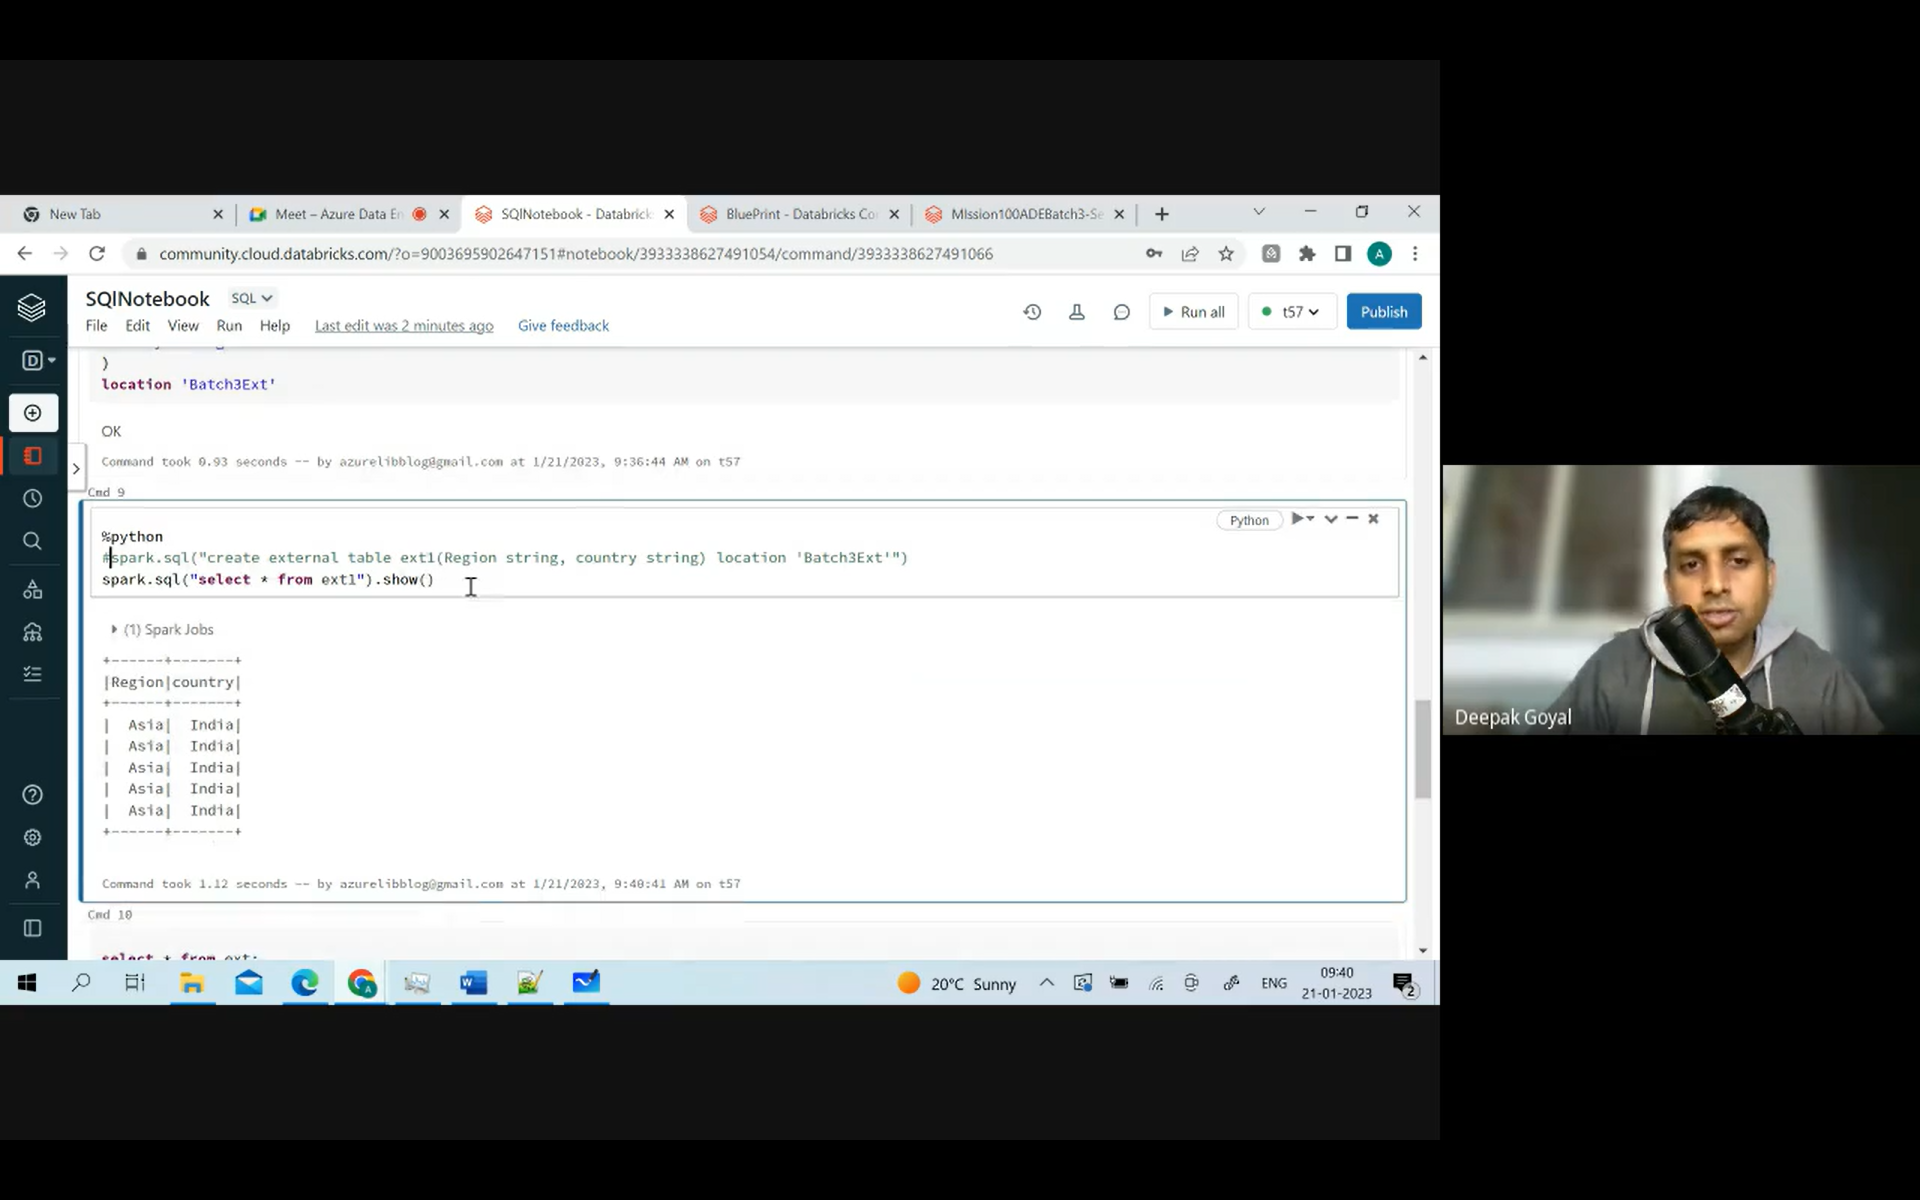 New Tab
Meet – Azure Data En
SQlNotebook - Databrick
BluePrint - Databricks Co
MIssion100ADEBatch3-Se
community.cloud.databricks.com/?o=9003695902647151#notebook/3933338627491054/command/3933338627491066
A
SQlNotebook SQL
File Edit View Run Help Last edit was 2 minutes ago Give feedback
Run all
t57
Publish
D
)
location 'Batch3Ext'
OK
Command took 0.93 seconds -- by azurelibblog@gmail.com at 1/21/2023, 9:36:44 AM on t57
Cmd 9
Python
%python
#spark.sql("create external table ext1(Region string, country string) location 'Batch3Ext'")
spark.sql("select * from ext1").show()
(1) Spark Jobs
+------+-------+
|Region|country|
+------+-------+
|  Asia|  India|
|  Asia|  India|
|  Asia|  India|
|  Asia|  India|
|  Asia|  India|
+------+-------+
Command took 1.12 seconds -- by azurelibblog@gmail.com at 1/21/2023, 9:40:41 AM on t57
Cmd 10
select * from ext;
20°C Sunny
ENG
09:40
21-01-2023
2
Deepak Goyal